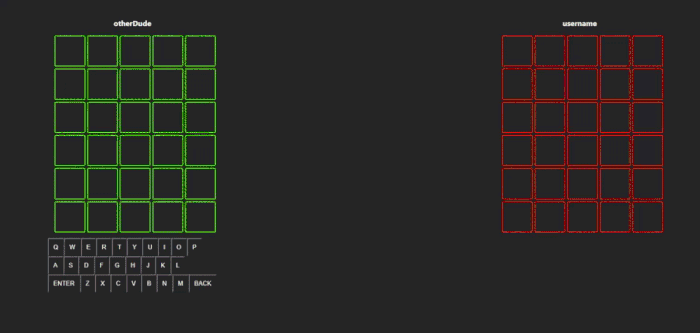 otherDude
username
Q W E R T Y U I O P
A S D F G H J K L
ENTER Z X C V B N M BACK